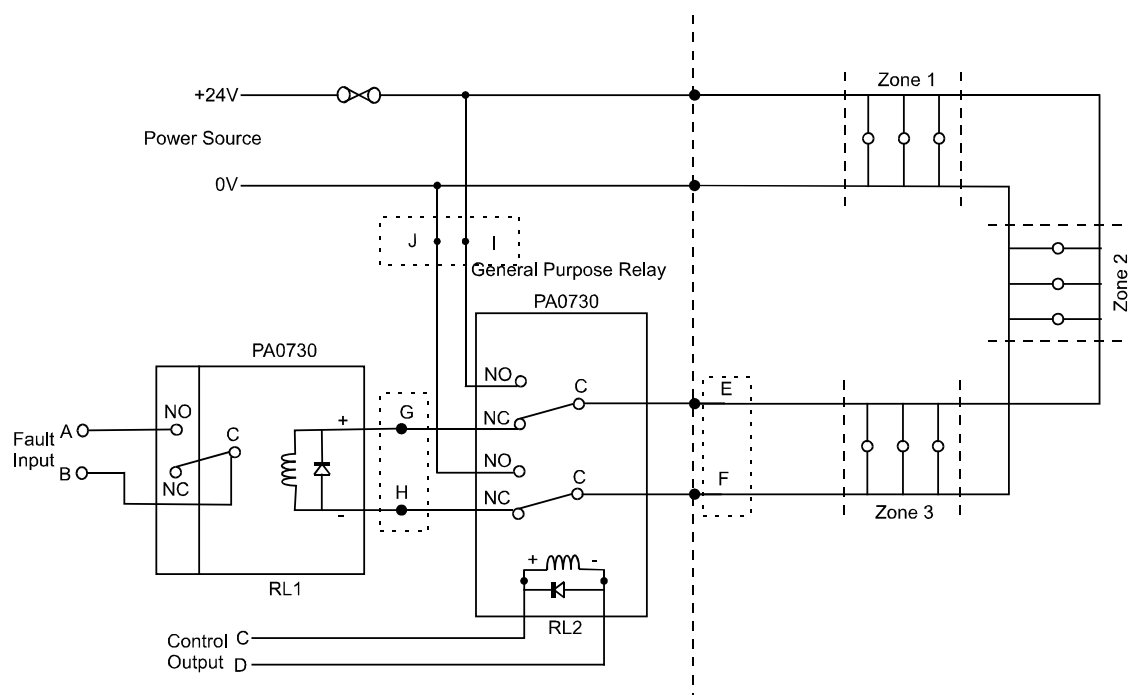 Zone 1
+24V
Power Source
0V
J
I
General Purpose Relay
Zone 2
PA0730
PA0730
NO
C
E
NO
G
+
NC
A
Fault
Input
C
NO
B
C
F
NC
H
NC
-
Zone 3
+
-
RL1
RL2
Control
C
Output
D